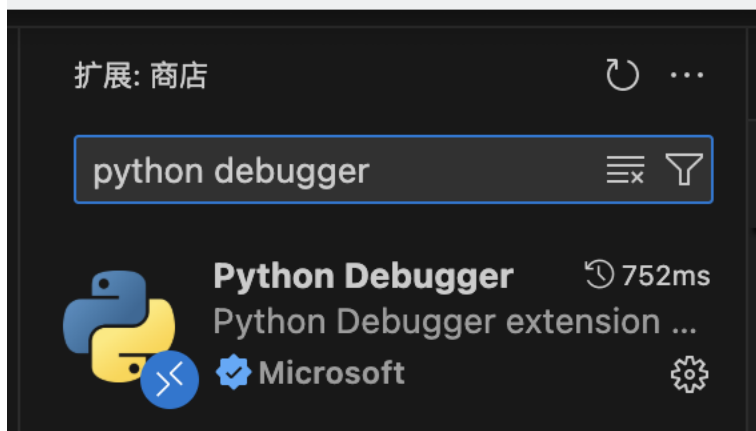 扩展: 商店
python debugger
Python Debugger 752ms
Python Debugger extension ...
Microsoft